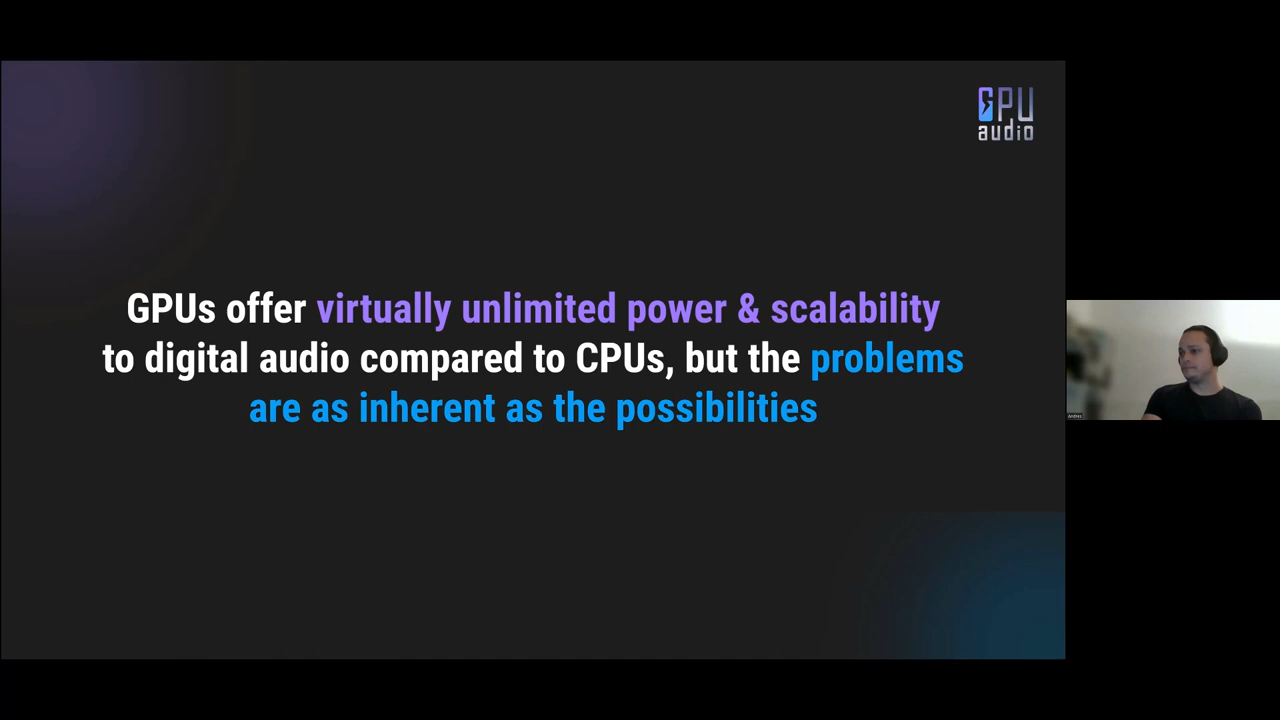 GPU
audio
GPUs offer virtually unlimited power & scalability
to digital audio compared to CPUs, but the problems
are as inherent as the possibilities
Andres